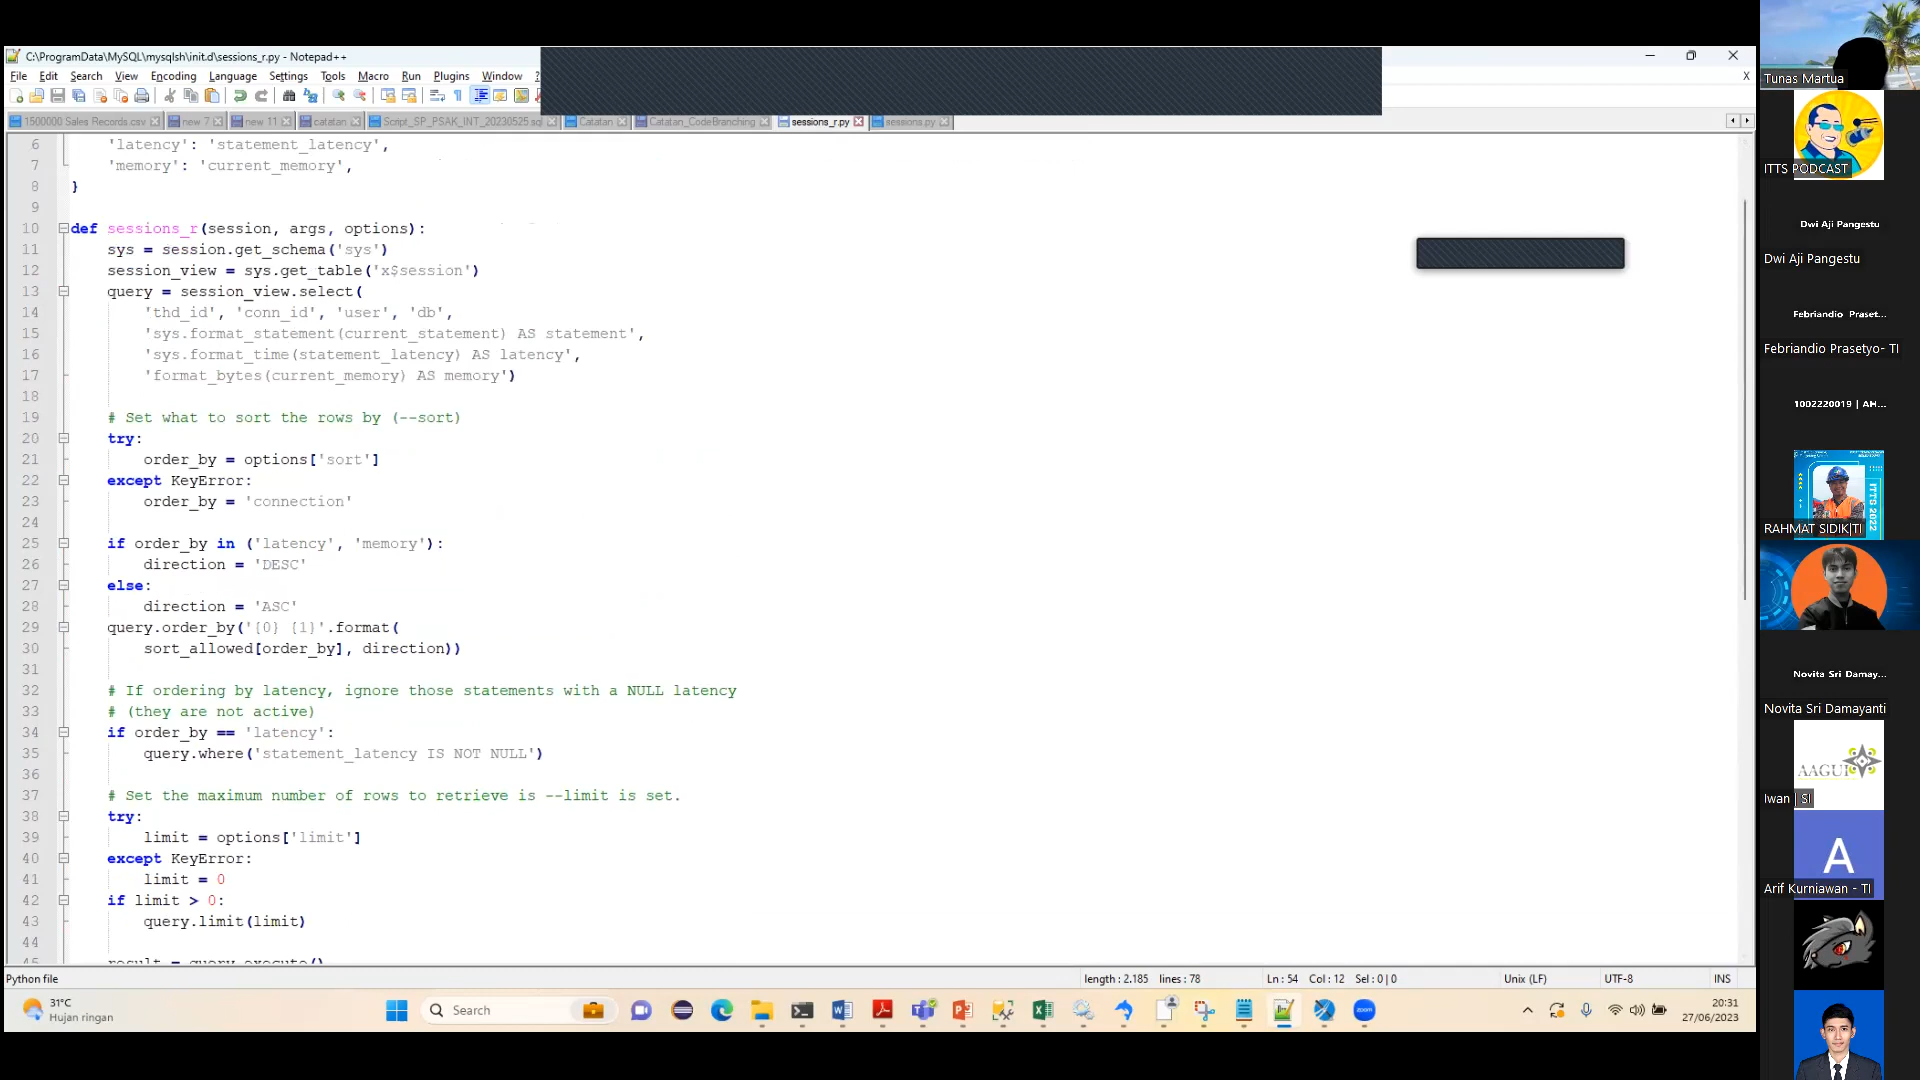 C:\ProgramData\MySQL\mysqlsh\init.d\sessions_r.py - Notepad++
File Edit Search View Encoding Language Settings Tools Macro Run Plugins Window ?
X
1500000 Sales Records.csv new 7 new 11 catatan Script_SP_PSAK_INT_20230525.sql Catatan Catatan_CodeBranching sessions_r.py sessions.py
6 'latency': 'statement_latency',
7 'memory': 'current_memory',
8 }
9
10 def sessions_r(session, args, options):
11 sys = session.get_schema('sys')
12 session_view = sys.get_table('x$session')
13 query = session_view.select(
14 'thd_id', 'conn_id', 'user', 'db',
15 'sys.format_statement(current_statement) AS statement',
16 'sys.format_time(statement_latency) AS latency',
17 'format_bytes(current_memory) AS memory')
18
19 # Set what to sort the rows by (--sort)
20 try:
21 order_by = options['sort']
22 except KeyError:
23 order_by = 'connection'
24
25 if order_by in ('latency', 'memory'):
26 direction = 'DESC'
27 else:
28 direction = 'ASC'
29 query.order_by('{0} {1}'.format(
30 sort_allowed[order_by], direction))
31
32 # If ordering by latency, ignore those statements with a NULL latency
33 # (they are not active)
34 if order_by == 'latency':
35 query.where('statement_latency IS NOT NULL')
36
37 # Set the maximum number of rows to retrieve is --limit is set.
38 try:
39 limit = options['limit']
40 except KeyError:
41 limit = 0
42 if limit > 0:
43 query.limit(limit)
44
45 result = query.execute()
Python file length : 2.185 lines : 78 Ln : 54 Col : 12 Sel : 0 | 0 Unix (LF) UTF-8 INS
31°C
Hujan ringan
Search
zoom
20:31
27/06/2023
Tunas Martua
ITTS PODCAST
Dwi Aji Pangestu
Dwi Aji Pangestu
Febriandio Praset...
Febriandio Prasetyo- TI
1002220019 | AH...
ITTS 2022
RAHMAT SIDIK|TI
Novita Sri Damay...
Novita Sri Damayanti
AAGUI
Iwan | SI
A
Arif Kurniawan - TI